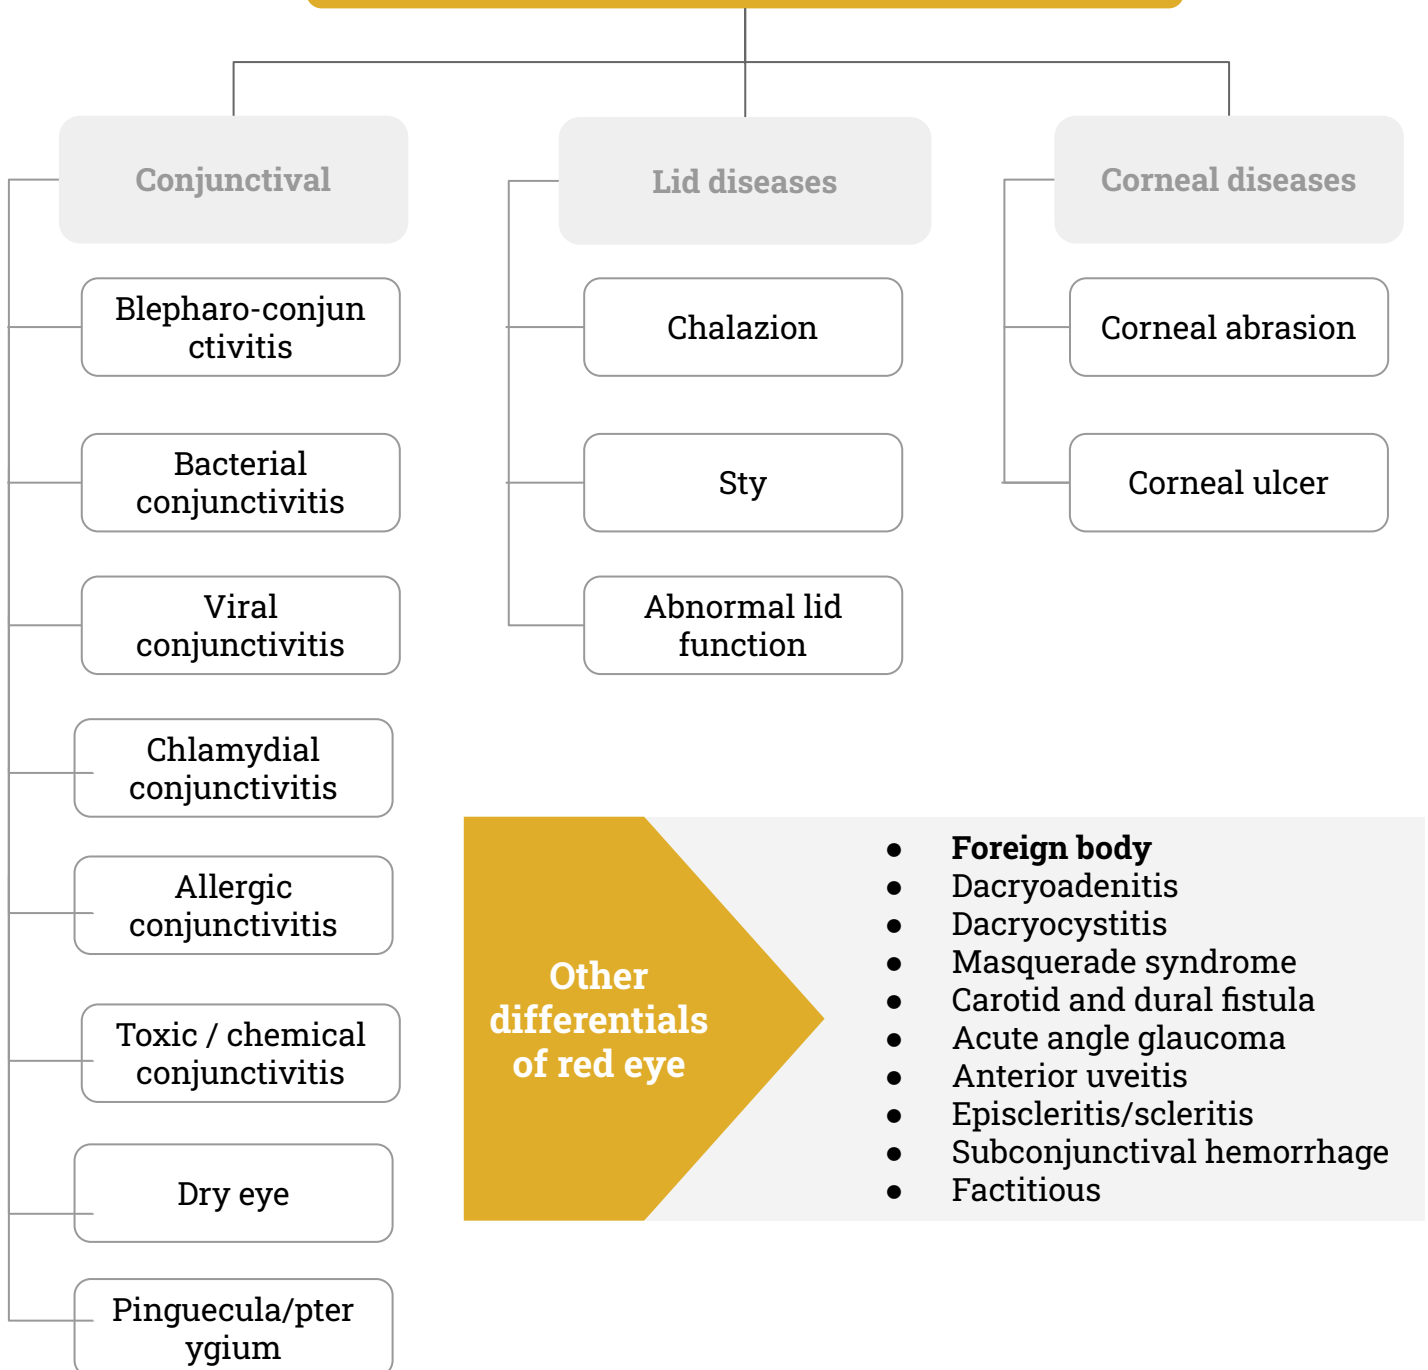 Conjunctival
Blepharo-conjun
ctivitis
Bacterial
conjunctivitis
Viral
conjunctivitis
Chlamydial
conjunctivitis
Allergic
conjunctivitis
Toxic / chemical
conjunctivitis
Dry eye
Pinguecula/pter
ygium
Lid diseases
Chalazion
Sty
Abnormal lid
function
Corneal diseases
Corneal abrasion
Corneal ulcer
Other
differentials
of red eye
● Foreign body
● Dacryoadenitis
● Dacryocystitis
● Masquerade syndrome
● Carotid and dural fistula
● Acute angle glaucoma
● Anterior uveitis
● Episcleritis/scleritis
● Subconjunctival hemorrhage
● Factitious